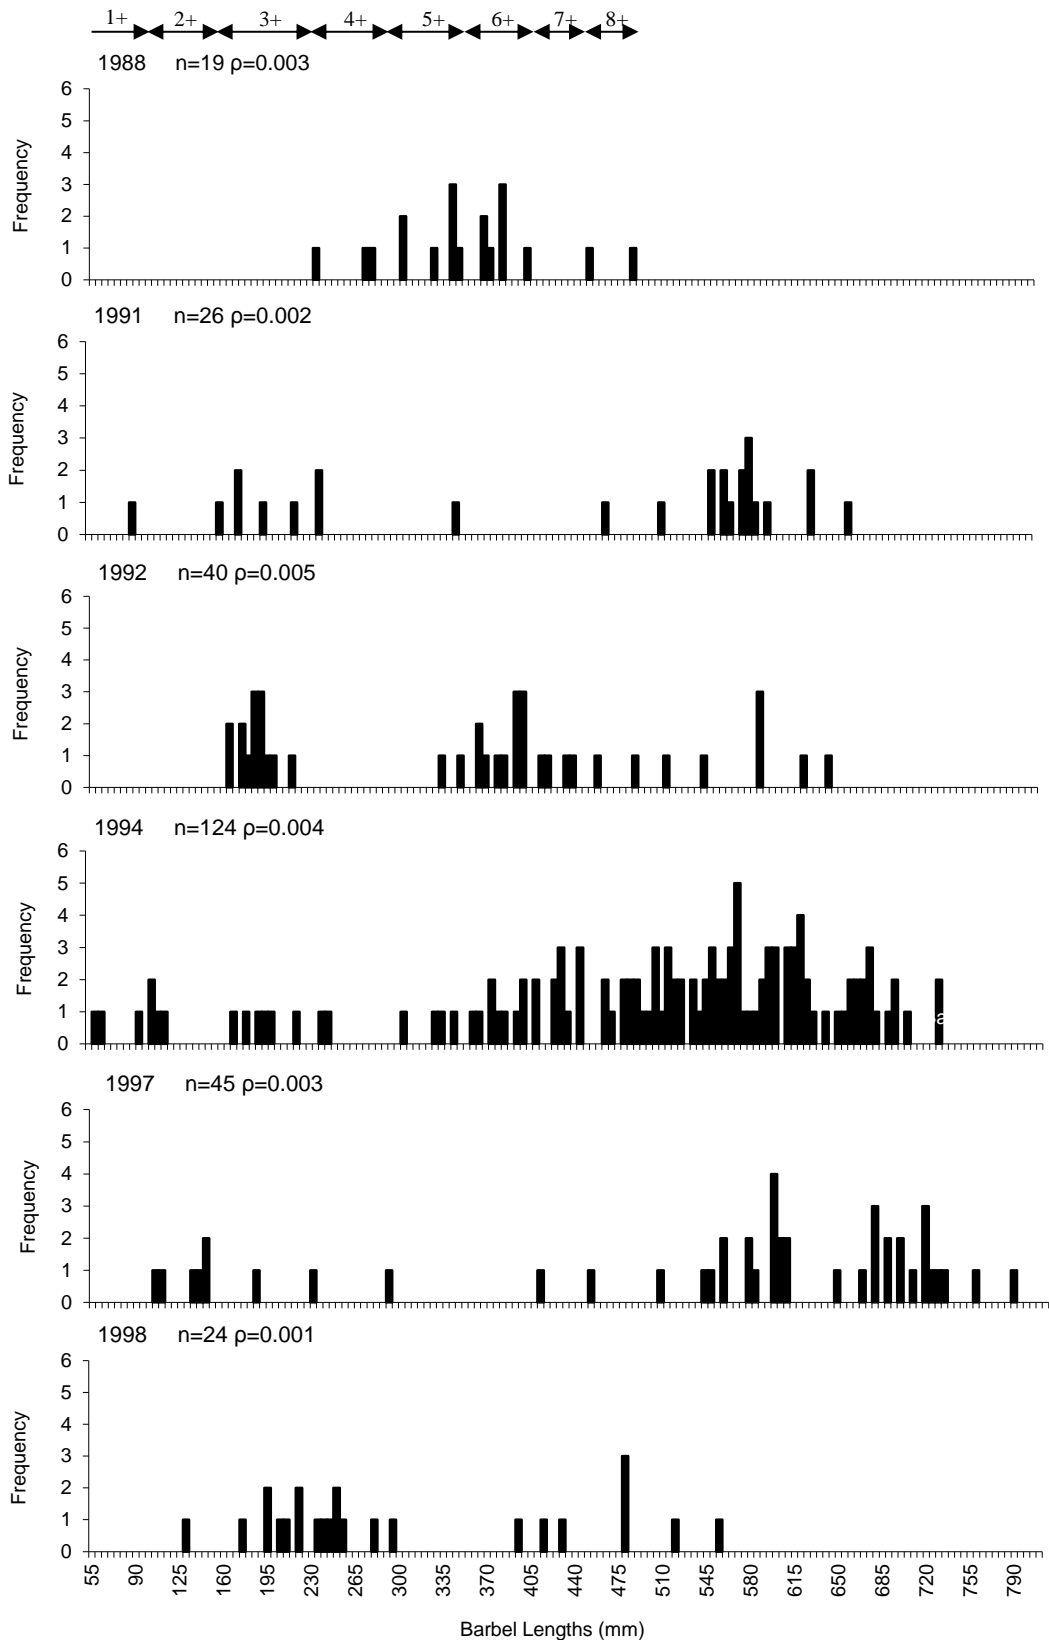 1+ 2+ 3+ 4+ 5+ 6+ 7+ 8+
1988 n=19 ρ=0.003
6
5
4
3
2
1
0
Frequency
1991 n=26 ρ=0.002
6
5
4
3
2
1
0
Frequency
1992 n=40 ρ=0.005
6
5
4
3
2
1
0
Frequency
1994 n=124 ρ=0.004
6
5
4
3
2
1
0
Frequency
a
1997 n=45 ρ=0.003
6
5
4
3
2
1
0
Frequency
1998 n=24 ρ=0.001
6
5
4
3
2
1
0
Frequency
55 90 125 160 195 230 265 300 335 370 405 440 475 510 545 580 615 650 685 720 755 790
Barbel Lengths (mm)